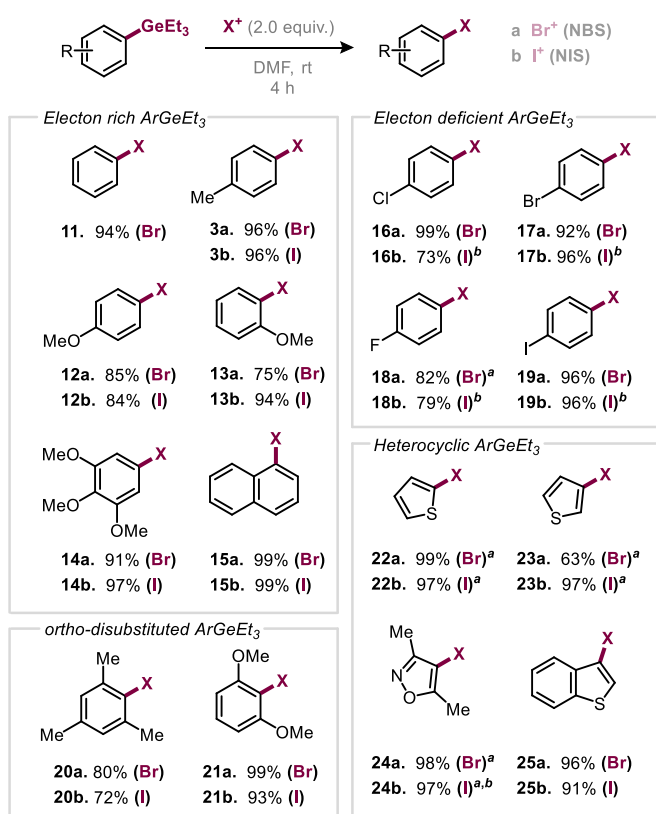 GeEt3
R
X+ (2.0 equiv.)
DMF, rt
4 h
X
R
a Br+ (NBS)
b I+ (NIS)
Electon rich ArGeEt3
X
11. 94% (Br)
Me
X
3a. 96% (Br)
3b. 96% (I)
MeO
X
12a. 85% (Br)
12b. 84% (I)
X
OMe
13a. 75% (Br)
13b. 94% (I)
MeO
X
MeO
OMe
14a. 91% (Br)
14b. 97% (I)
X
15a. 99% (Br)
15b. 99% (I)
ortho-disubstituted ArGeEt3
Me
X
Me
Me
20a. 80% (Br)
20b. 72% (I)
OMe
X
OMe
21a. 99% (Br)
21b. 93% (I)
Electon deficient ArGeEt3
X
Cl
16a. 99% (Br)
16b. 73% (I)b
X
Br
17a. 92% (Br)
17b. 96% (I)b
X
F
18a. 82% (Br)a
18b. 79% (I)b
X
I
19a. 96% (Br)
19b. 96% (I)b
Heterocyclic ArGeEt3
X
S
22a. 99% (Br)a
22b. 97% (I)a
X
S
23a. 63% (Br)a
23b. 97% (I)a
Me
X
N
O
Me
24a. 98% (Br)a
24b. 97% (I)a,b
X
S
25a. 96% (Br)
25b. 91% (I)